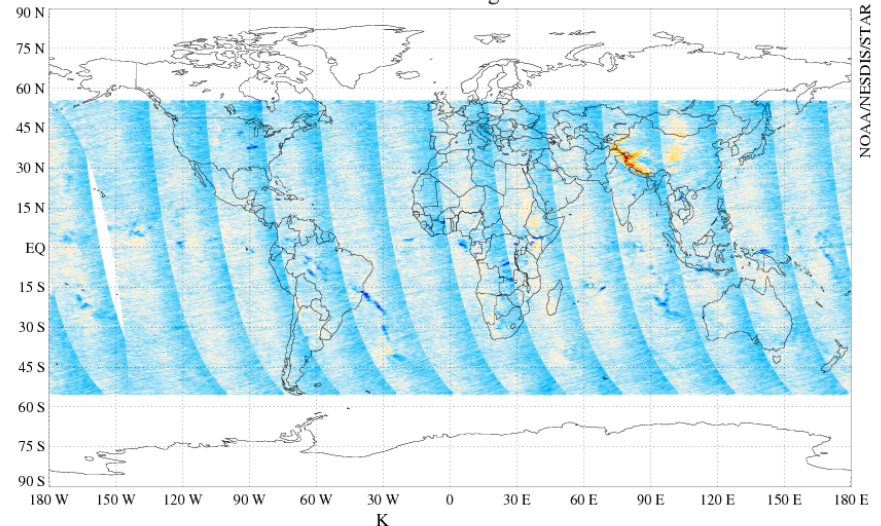 90 N
75 N
60 N
45 N
30 N
15 N
EQ
15 S
30 S
45 S
60 S
75 S
90 S
180 W 150 W 120 W 90 W 60 W 30 W 0 30 E 60 E 90 E 120 E 150 E 180 E
K
NOAA/NESDIS/STAR